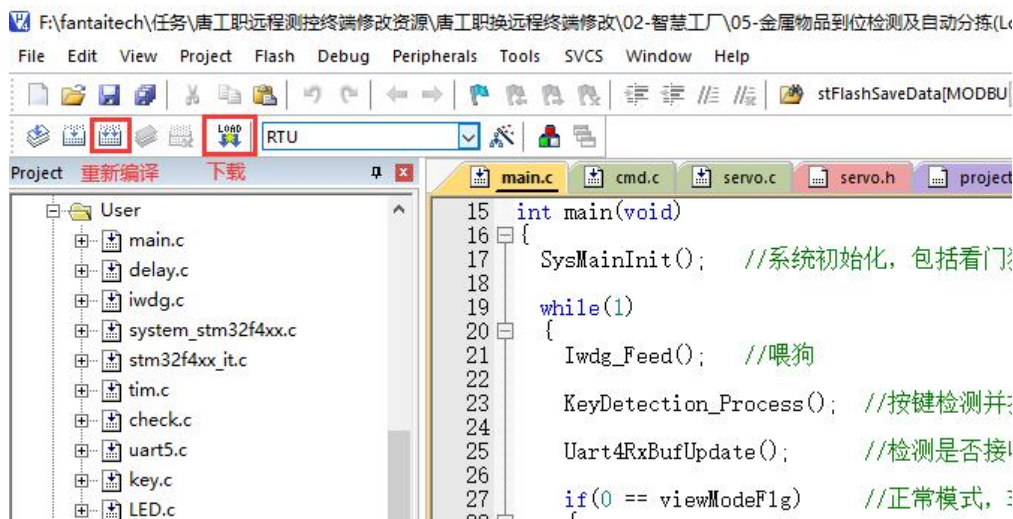 F:\fantaitech\任务\唐工职远程测控终端修改资源\唐工职换远程终端修改\02-智慧工厂\05-金属物品到位检测及自动分拣(Lo
File Edit View Project Flash Debug Peripherals Tools SVCS Window Help
stFlashSaveData[MODBU
LOAD RTU
Project 重新编译 下载
main.c cmd.c servo.c servo.h project
User
main.c
delay.c
iwdg.c
system_stm32f4xx.c
stm32f4xx_it.c
tim.c
check.c
uart5.c
key.c
LED.c
15 int main(void)
16 {
17 SysMainInit(); //系统初始化，包括看门
18
19 while(1)
20 {
21 Iwdg_Feed(); //喂狗
22
23 KeyDetection_Process(); //按键检测并
24
25 Uart4RxBufUpdate(); //检测是否接
26
27 if(0 == viewModeFlg) //正常模式，